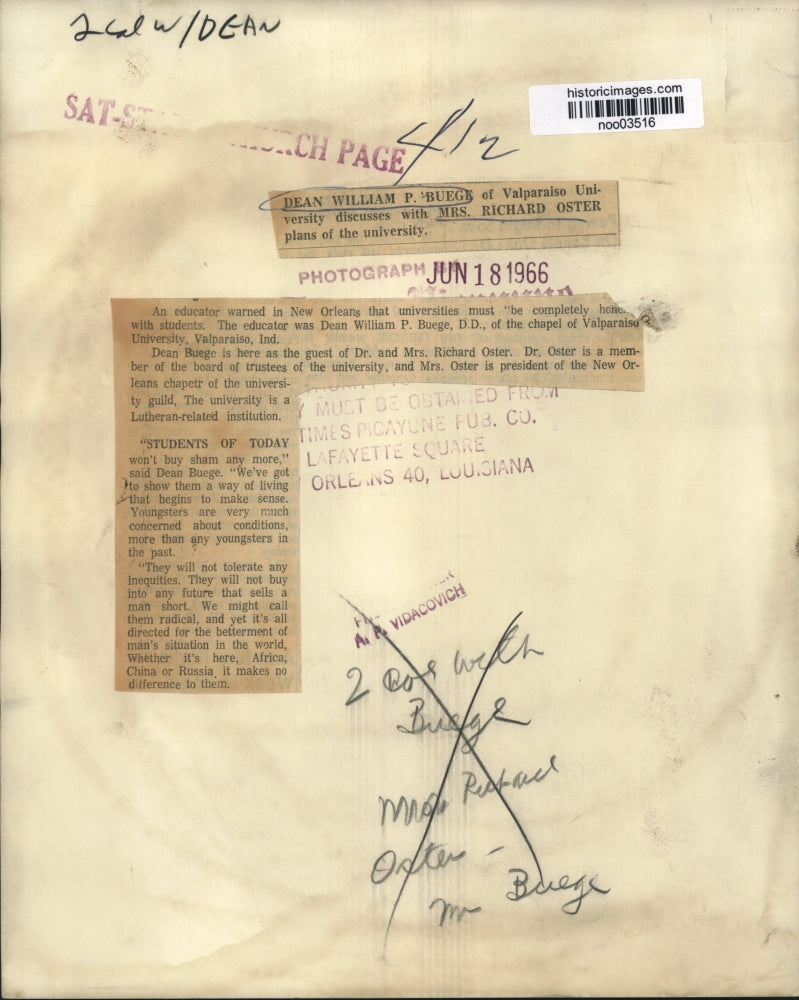 2 col w/DEAN
historicimages.com
noo03516
CH PAGE
4/2
DEAN WILLIAM P. BUEGE of Valparaiso Uni-
versity discusses with MRS. RICHARD OSTER
plans of the university.
PHOTOGRAPH
JUN 18 1966
An educator warned in New Orleans that universities must "be completely
with students. The educator was Dean William P. Buege, D.D., of the chapel of Valparaiso
University, Valparaiso, Ind.
Dean Buege is here as the guest of Dr. and Mrs. Richard Oster. Dr. Oster is a mem-
ber of the board of trustees of the university, and Mrs. Oster is president of the New Or-
leans chapetr of the universi-
ty guild, The university is a
Lutheran-related institution.
MUST BE OBTAINED FROM
TIMES PICAYUNE PUB. CO.
LAFAYETTE SQUARE
ORLEANS 40, LOUISIANA
"STUDENTS OF TODAY
won't buy sham any more,"
said Dean Buege. "We've got
to show them a way of living
that begins to make sense.
Youngsters are very much
concerned about conditions,
more than any youngsters in
the past.
"They will not tolerate any
inequities. They will not buy
into any future that sells a
man short. We might call
them radical, and yet it's all
directed for the betterment of
man's situation in the world,
Whether it's here, Africa,
China or Russia, it makes no
difference to them.
VIDACOVICH
2 col with
Buege
Mrs Richard
Oster -
Mr Buege